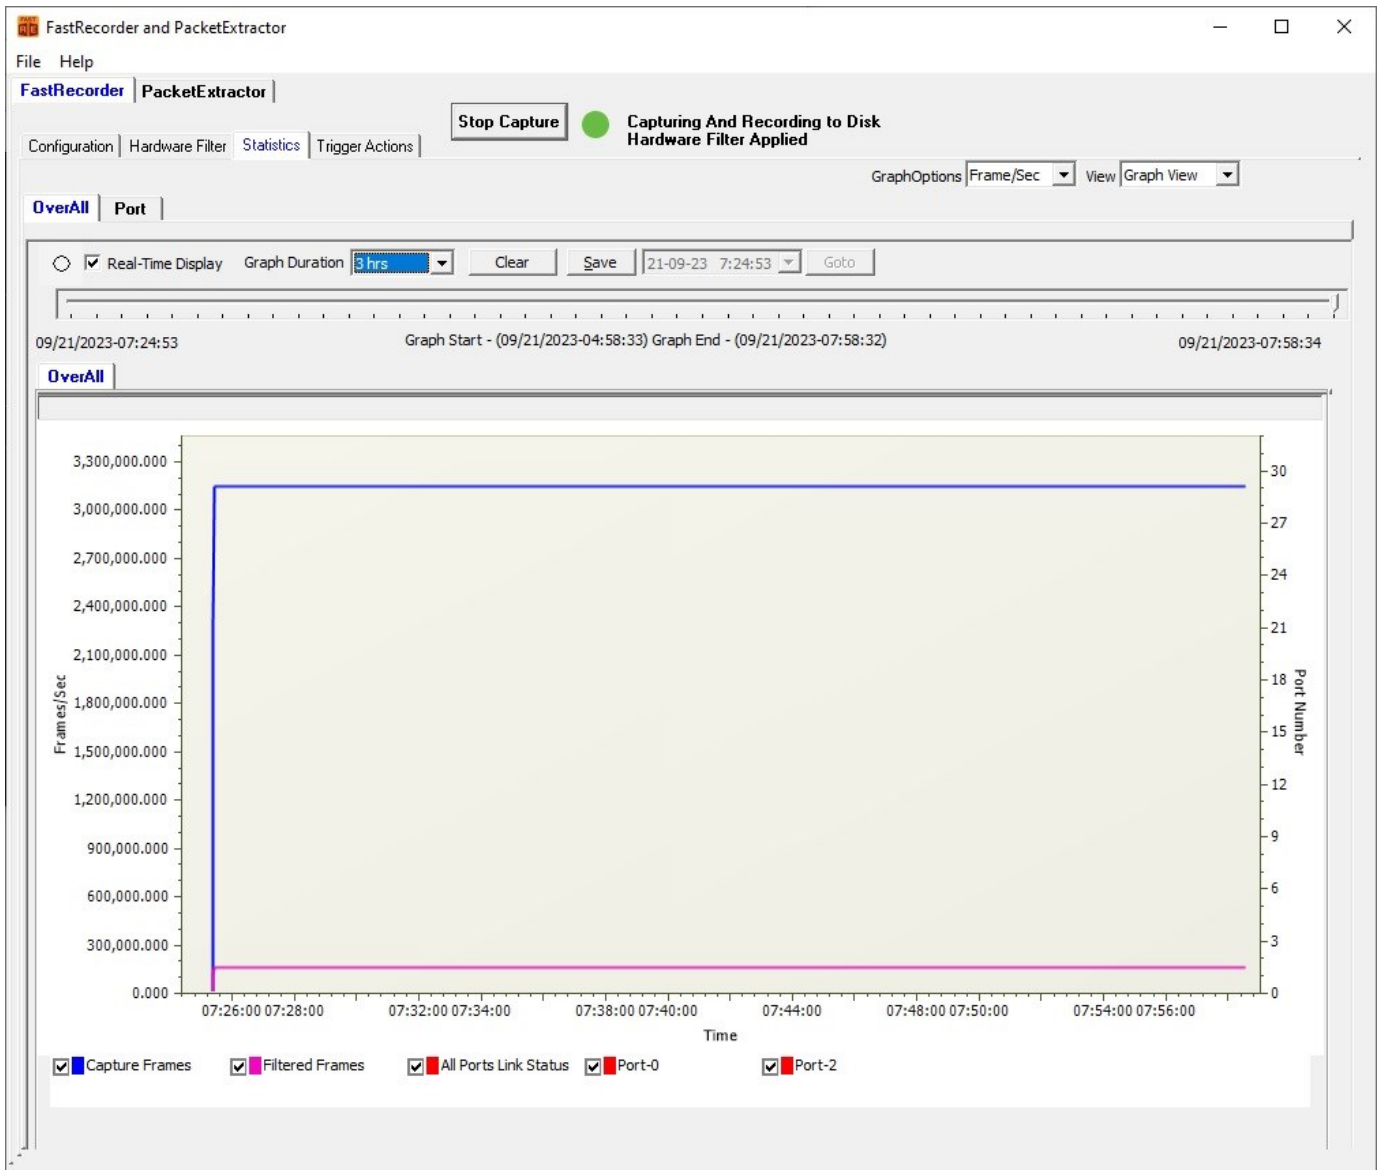 FastRecorder and PacketExtractor
File Help
FastRecorder PacketExtractor
Stop Capture Capturing And Recording to Disk
Hardware Filter Applied
Configuration Hardware Filter Statistics Trigger Actions
GraphOptions Frame/Sec View Graph View
OverAll Port
Real-Time Display Graph Duration 3 hrs Clear Save 21-09-23 7:24:53 Goto
09/21/2023-07:24:53 Graph Start - (09/21/2023-04:58:33) Graph End - (09/21/2023-07:58:32) 09/21/2023-07:58:34
OverAll
3,300,000.000
3,000,000.000
2,700,000.000
2,400,000.000
2,100,000.000
1,800,000.000
1,500,000.000
1,200,000.000
900,000.000
600,000.000
300,000.000
0.000
Frames/Sec
30
27
24
21
18
15
12
9
6
3
0
Port Number
07:26:00 07:28:00 07:32:00 07:34:00 07:38:00 07:40:00 07:44:00 07:48:00 07:50:00 07:54:00 07:56:00
Time
Capture Frames Filtered Frames All Ports Link Status Port-0 Port-2